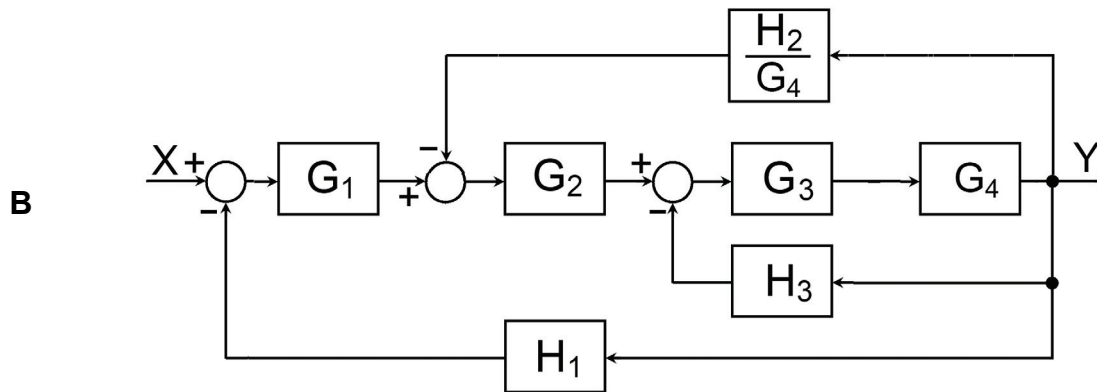 H₂
G₄
X + − G₁ + − G₂ + − G₃ G₄ Y
B
H₃
H₁